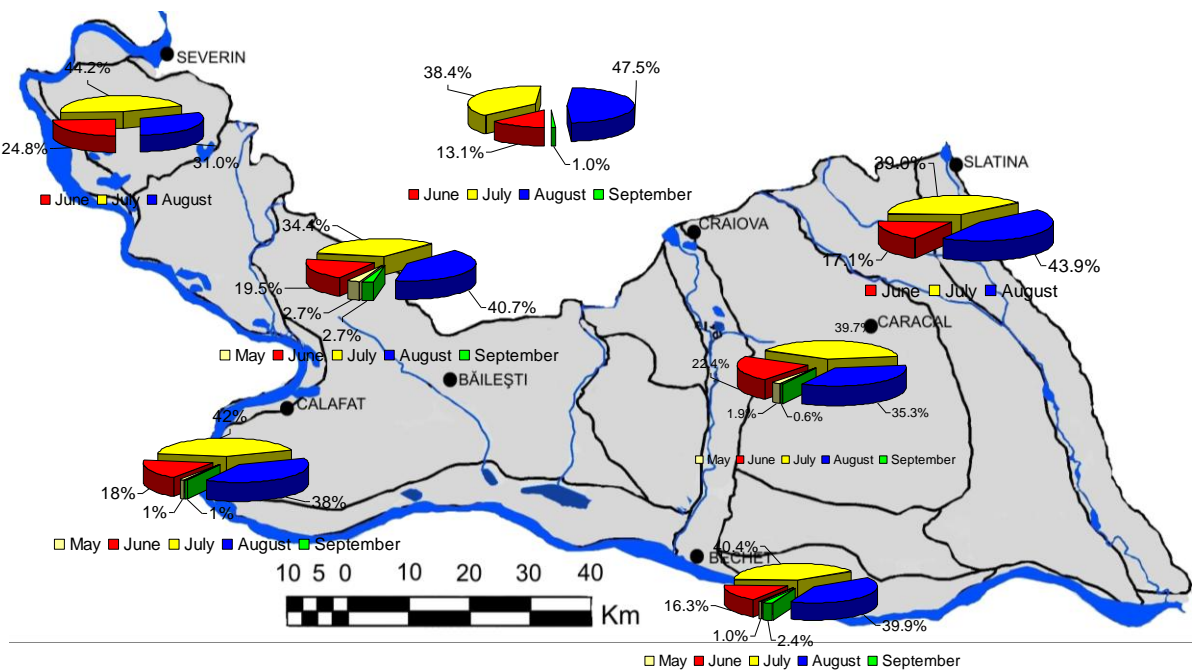 SEVERIN
44.2%
24.8%
31.0%
June July August
38.4%
47.5%
13.1%
1.0%
June July August September
SLATINA
39.0%
17.1%
43.9%
June July August
CRAIOVA
34.4%
19.5%
2.7%
2.7%
40.7%
May June July August September
CARACAL
39.7%
22.4%
1.9%
0.6%
35.3%
May June July August September
BĂILEŞTI
CALAFAT
42%
18%
1%
1%
38%
May June July August September
BECHET
40.4%
16.3%
1.0%
2.4%
39.9%
May June July August September
10 5 0 10 20 30 40
Km